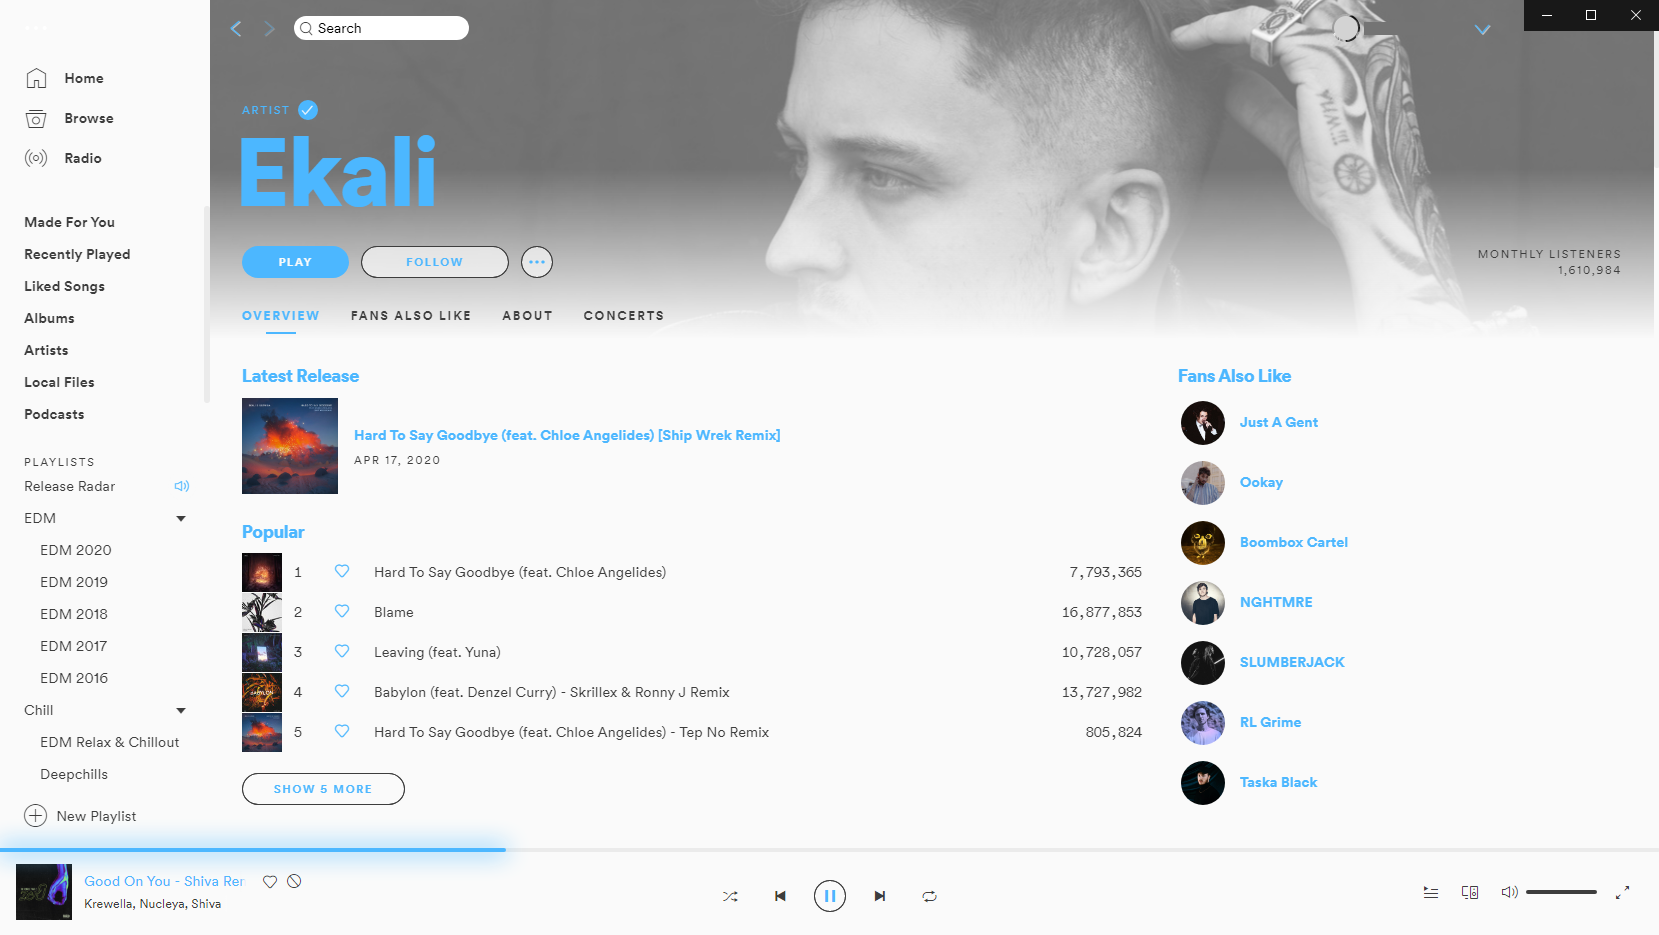 Search
Home
Browse
Radio
Made For You
Recently Played
Liked Songs
Albums
Artists
Local Files
Podcasts
PLAYLISTS
Release Radar
EDM
EDM 2020
EDM 2019
EDM 2018
EDM 2017
EDM 2016
Chill
EDM Relax & Chillout
Deepchills
New Playlist
ARTIST
Ekali
PLAY
FOLLOW
MONTHLY LISTENERS
1,610,984
OVERVIEW
FANS ALSO LIKE
ABOUT
CONCERTS
Latest Release
Hard To Say Goodbye (feat. Chloe Angelides) [Ship Wrek Remix]
APR 17, 2020
Popular
1 Hard To Say Goodbye (feat. Chloe Angelides) 7,793,365
2 Blame 16,877,853
3 Leaving (feat. Yuna) 10,728,057
4 Babylon (feat. Denzel Curry) - Skrillex & Ronny J Remix 13,727,982
5 Hard To Say Goodbye (feat. Chloe Angelides) - Tep No Remix 805,824
SHOW 5 MORE
Fans Also Like
Just A Gent
Ookay
Boombox Cartel
NGHTMRE
SLUMBERJACK
RL Grime
Taska Black
Good On You - Shiva Rer
Krewella, Nucleya, Shiva